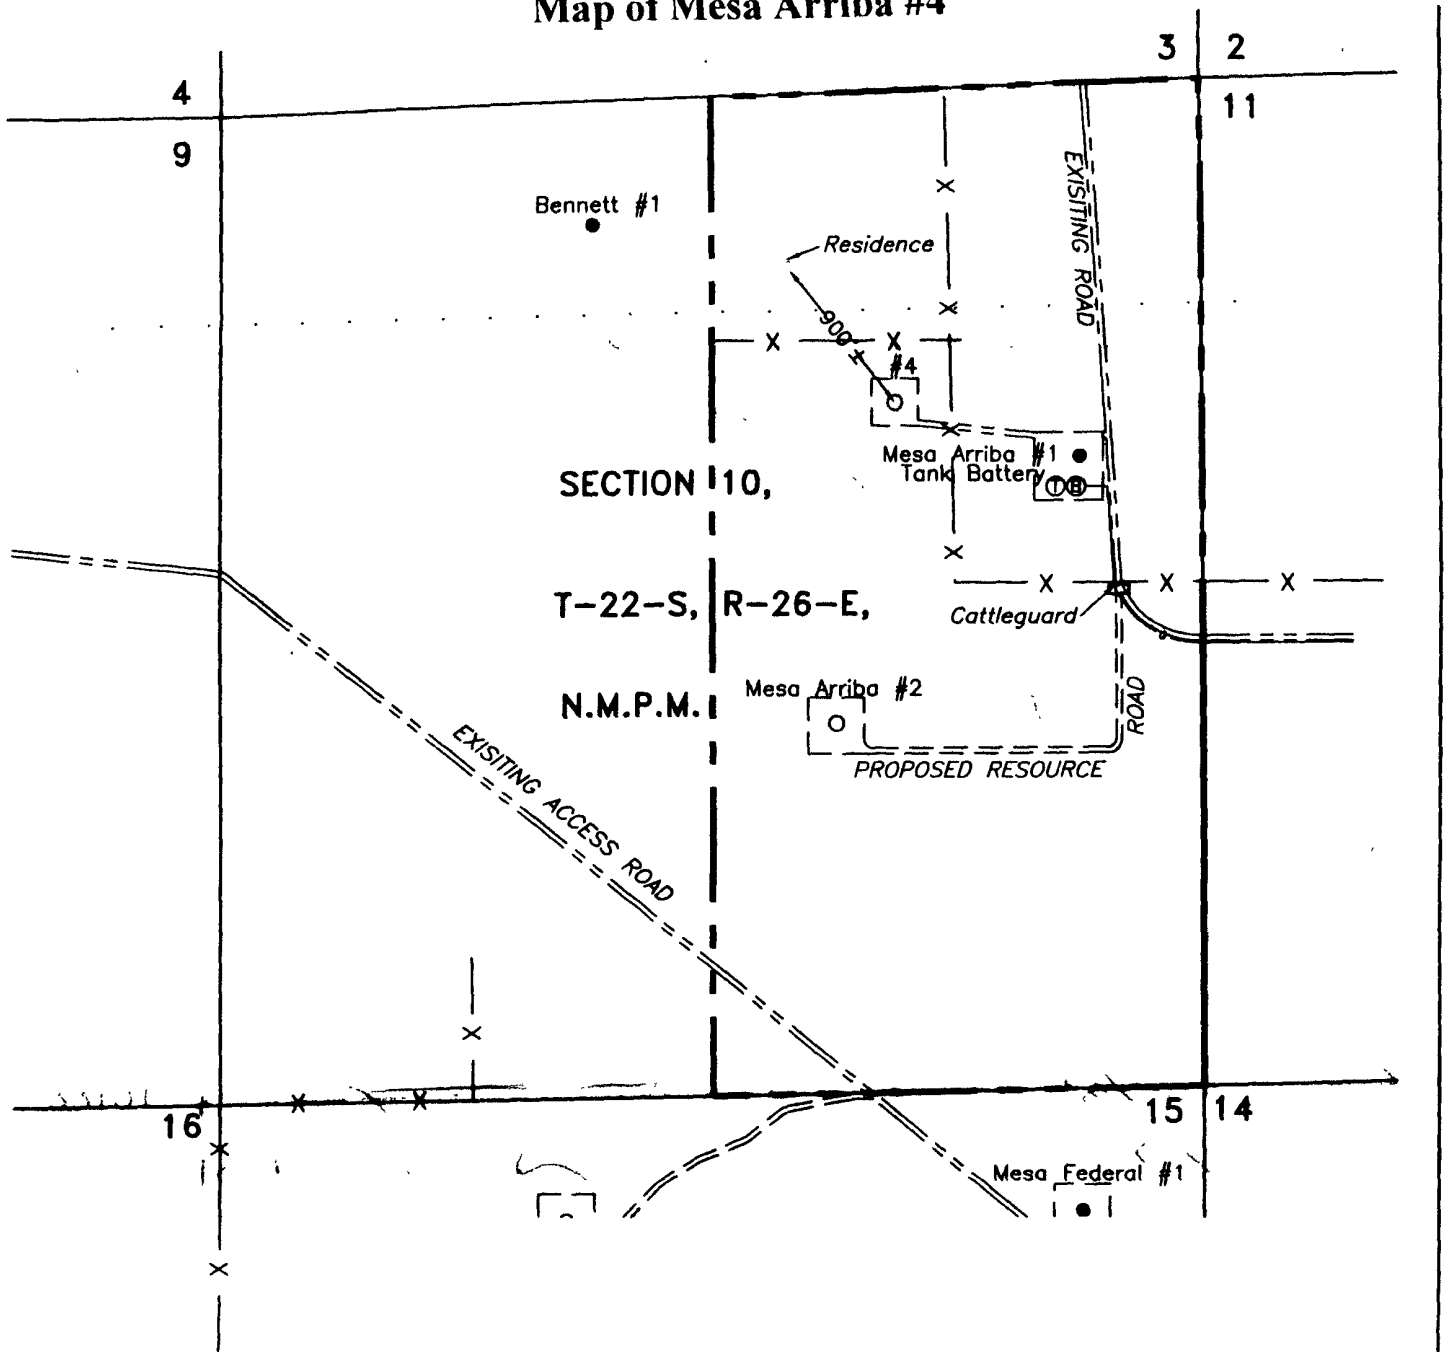 Map of Mesa Arriba #4
3 2
4
11
9
Bennett #1
EXISITING ROAD
Residence
900 ±
#4
Mesa Arriba #1
Tank Battery
T B
SECTION 10,
T-22-S, R-26-E,
Cattleguard
N.M.P.M.
Mesa Arriba #2
ROAD
PROPOSED RESOURCE
EXISITING ACCESS ROAD
16
15 14
Mesa Federal #1